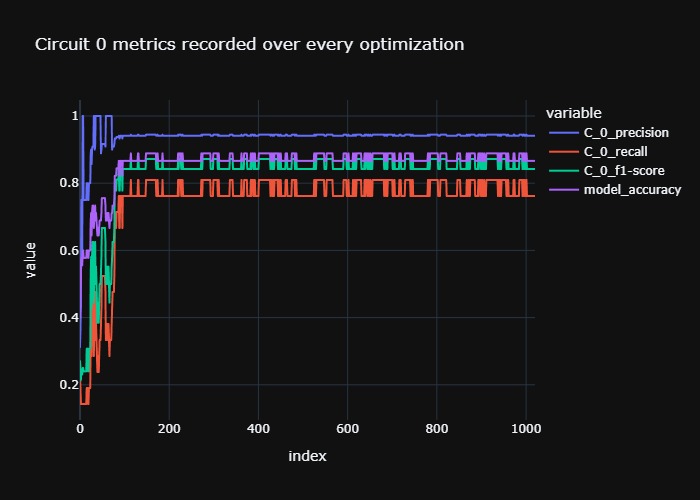 Circuit 0 metrics recorded over every optimization
variable
C_0_precision
C_0_recall
C_0_f1-score
model_accuracy
value
1
0.8
0.6
0.4
0.2
0 200 400 600 800 1000
index